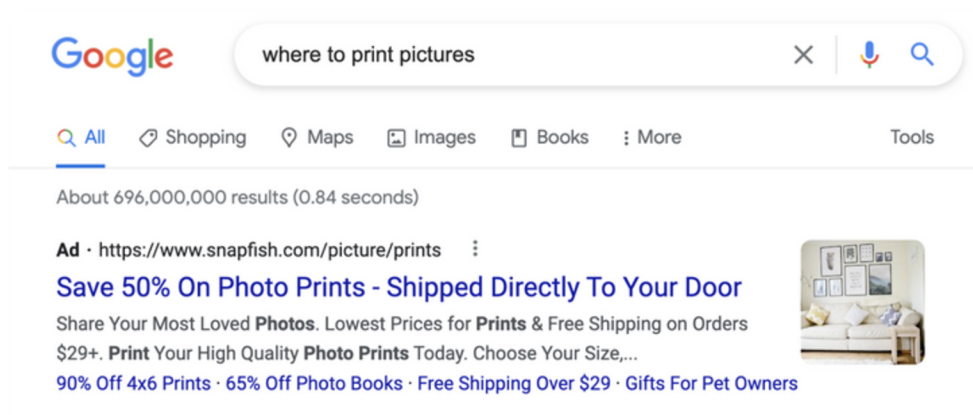 Google where to print pictures
All Shopping Maps Images Books More Tools
About 696,000,000 results (0.84 seconds)
Ad · https://www.snapfish.com/picture/prints
Save 50% On Photo Prints - Shipped Directly To Your Door
Share Your Most Loved Photos. Lowest Prices for Prints & Free Shipping on Orders
$29+. Print Your High Quality Photo Prints Today. Choose Your Size,...
90% Off 4x6 Prints · 65% Off Photo Books · Free Shipping Over $29 · Gifts For Pet Owners